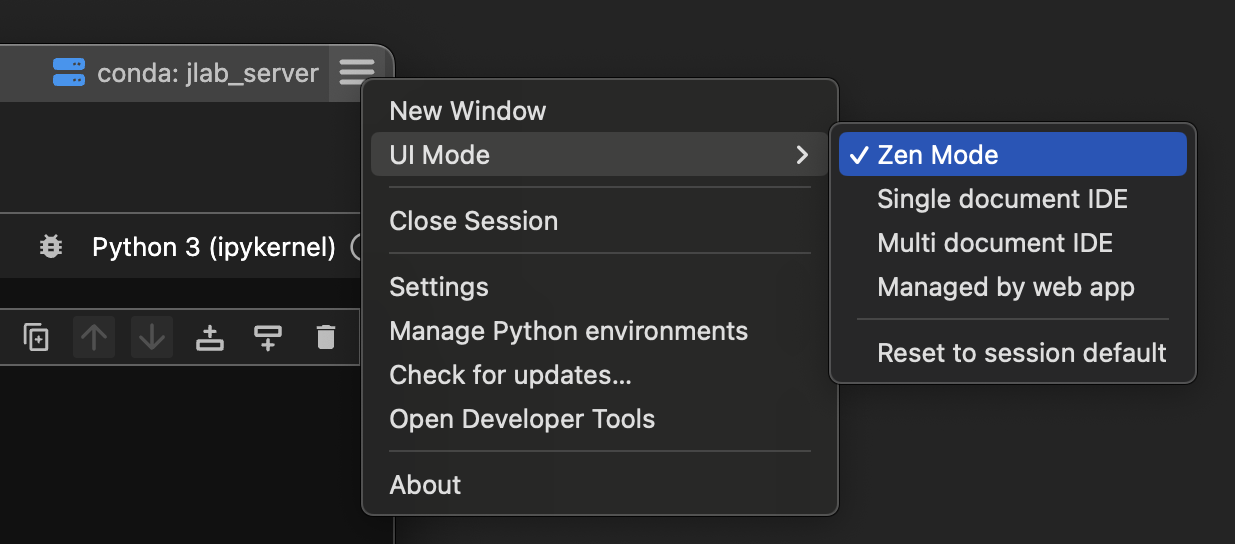 conda: jlab_server
New Window
UI Mode
Zen Mode
Single document IDE
Multi document IDE
Managed by web app
Reset to session default
Close Session
Python 3 (ipykernel)
Settings
Manage Python environments
Check for updates...
Open Developer Tools
About